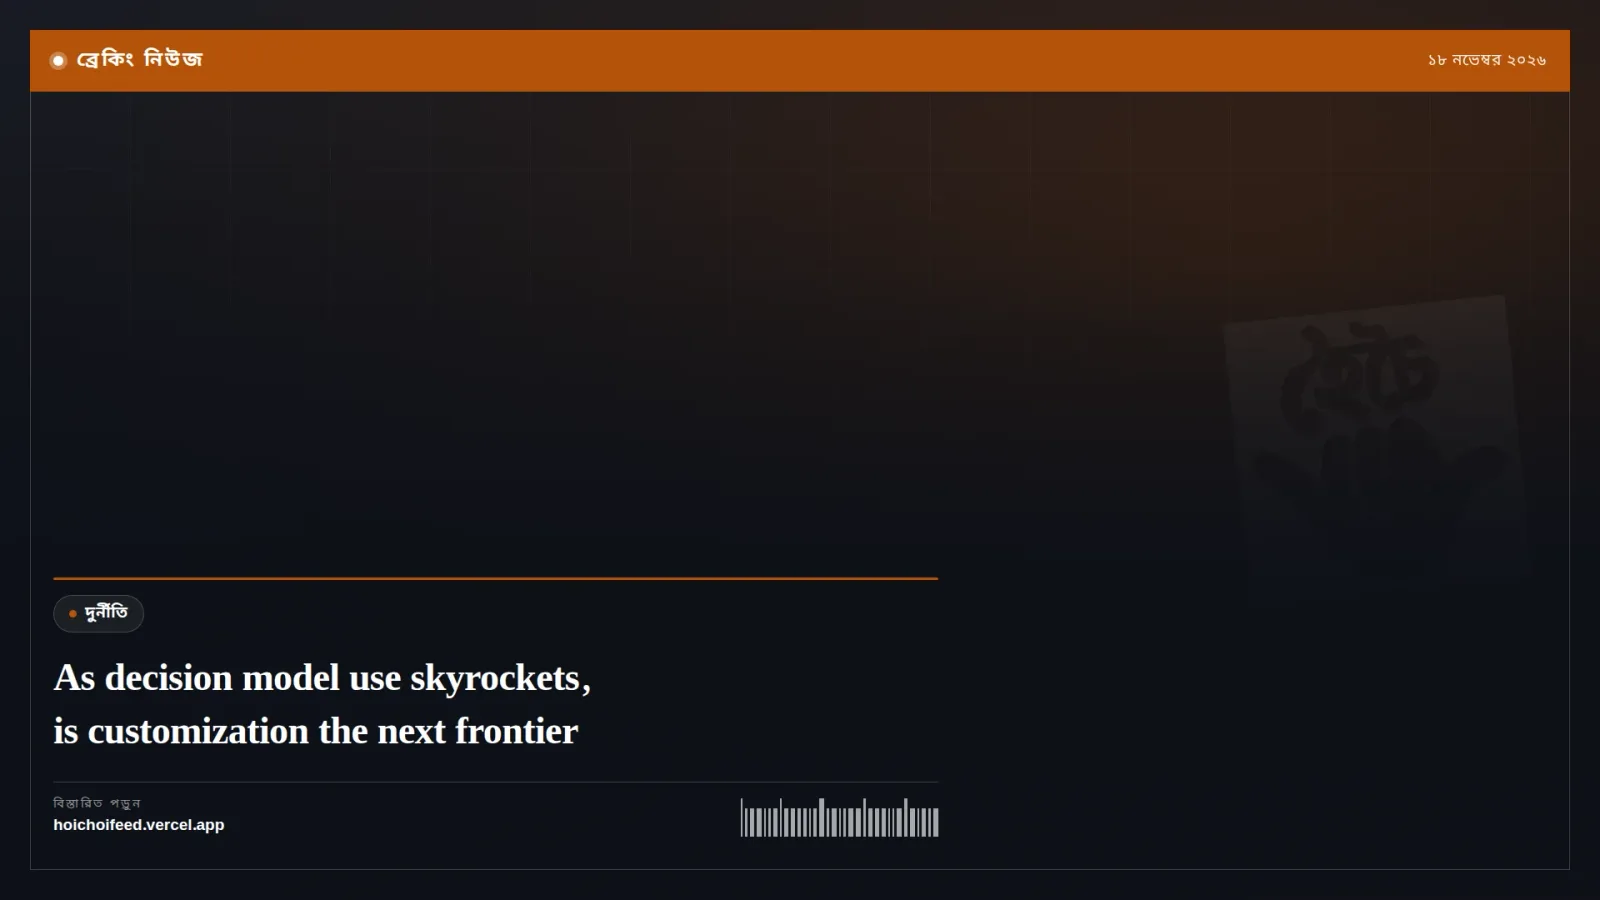 ব্রেকিং নিউজ
১৮ নভেম্বর ২০২৬
হৈচৈ
দুর্নীতি
As decision model use skyrockets,
is customization the next frontier
বিস্তারিত পড়ুন
hoichoifeed.vercel.app